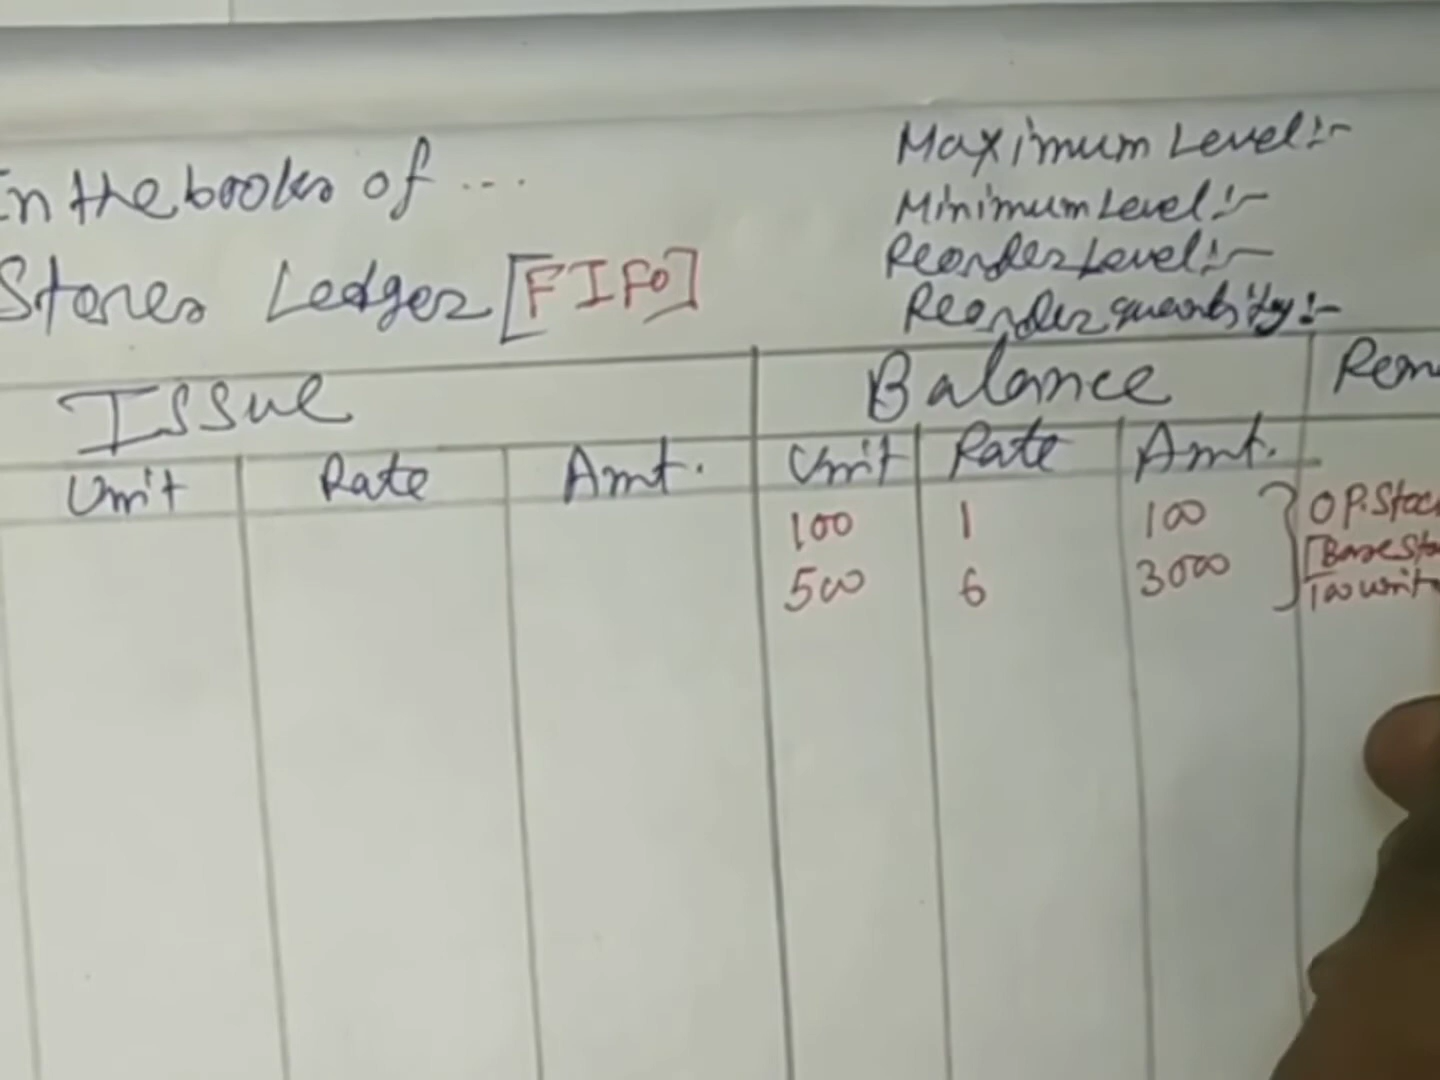 In the books of ...
Stores Ledger [FIFO]
Maximum Level:-
Minimum Level:-
Reorder Level:-
Reorder quantity:-
Issue Balance Rem
Unit Rate Amt. Unit Rate Amt.
100 1 100 OP. Stoc
500 6 3000 [Base Sto
100 unit